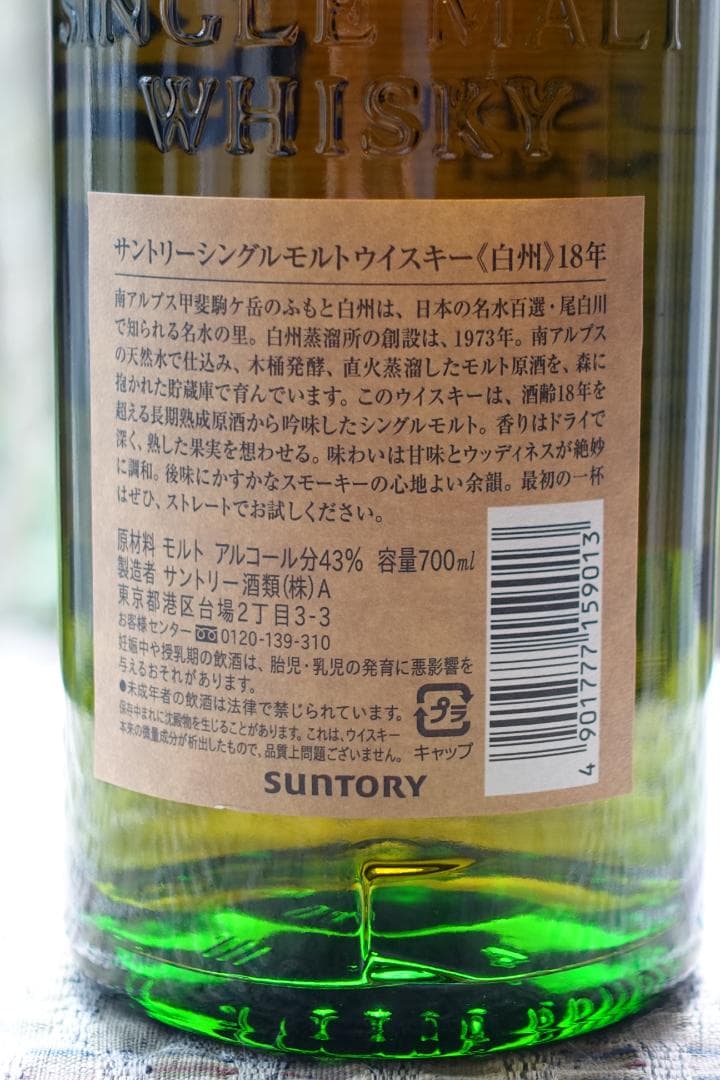 SINGLE MALT
WHISKY
サントリーシングルモルトウイスキー《白州》18年
南アルプス甲斐駒ケ岳のふもと白州は、日本の名水百選・尾白川
で知られる名水の里。白州蒸溜所の創設は、1973年。南アルプス
の天然水で仕込み、木桶発酵、直火蒸溜したモルト原酒を、森に
抱かれた貯蔵庫で育んでいます。このウイスキーは、酒齢18年を
超える長期熟成原酒から吟味したシングルモルト。香りはドライで
深く、熟した果実を想わせる。味わいは甘味とウッディネスが絶妙
に調和。後味にかすかなスモーキーの心地よい余韻。最初の一杯
はぜひ、ストレートでお試しください。
原材料 モルト アルコール分43% 容量700ml
製造者 サントリー酒類(株)A
東京都港区台場2丁目3-3
お客様センター 0120-139-310
妊娠中や授乳期の飲酒は、胎児・乳児の発育に悪影響を
与えるおそれがあります。
●未成年者の飲酒は法律で禁じられています。
保存中まれに沈殿物を生じることがあります。これは、ウイスキー
本来の微量成分が析出したもので、品質上問題ございません。
プラ
キャップ
SUNTORY
4 901777 159013